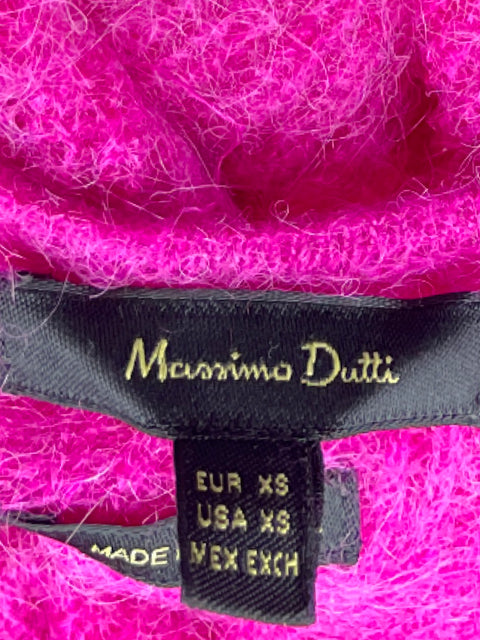 Massimo Dutti
EUR XS
USA XS
MEX EXCH
MADE